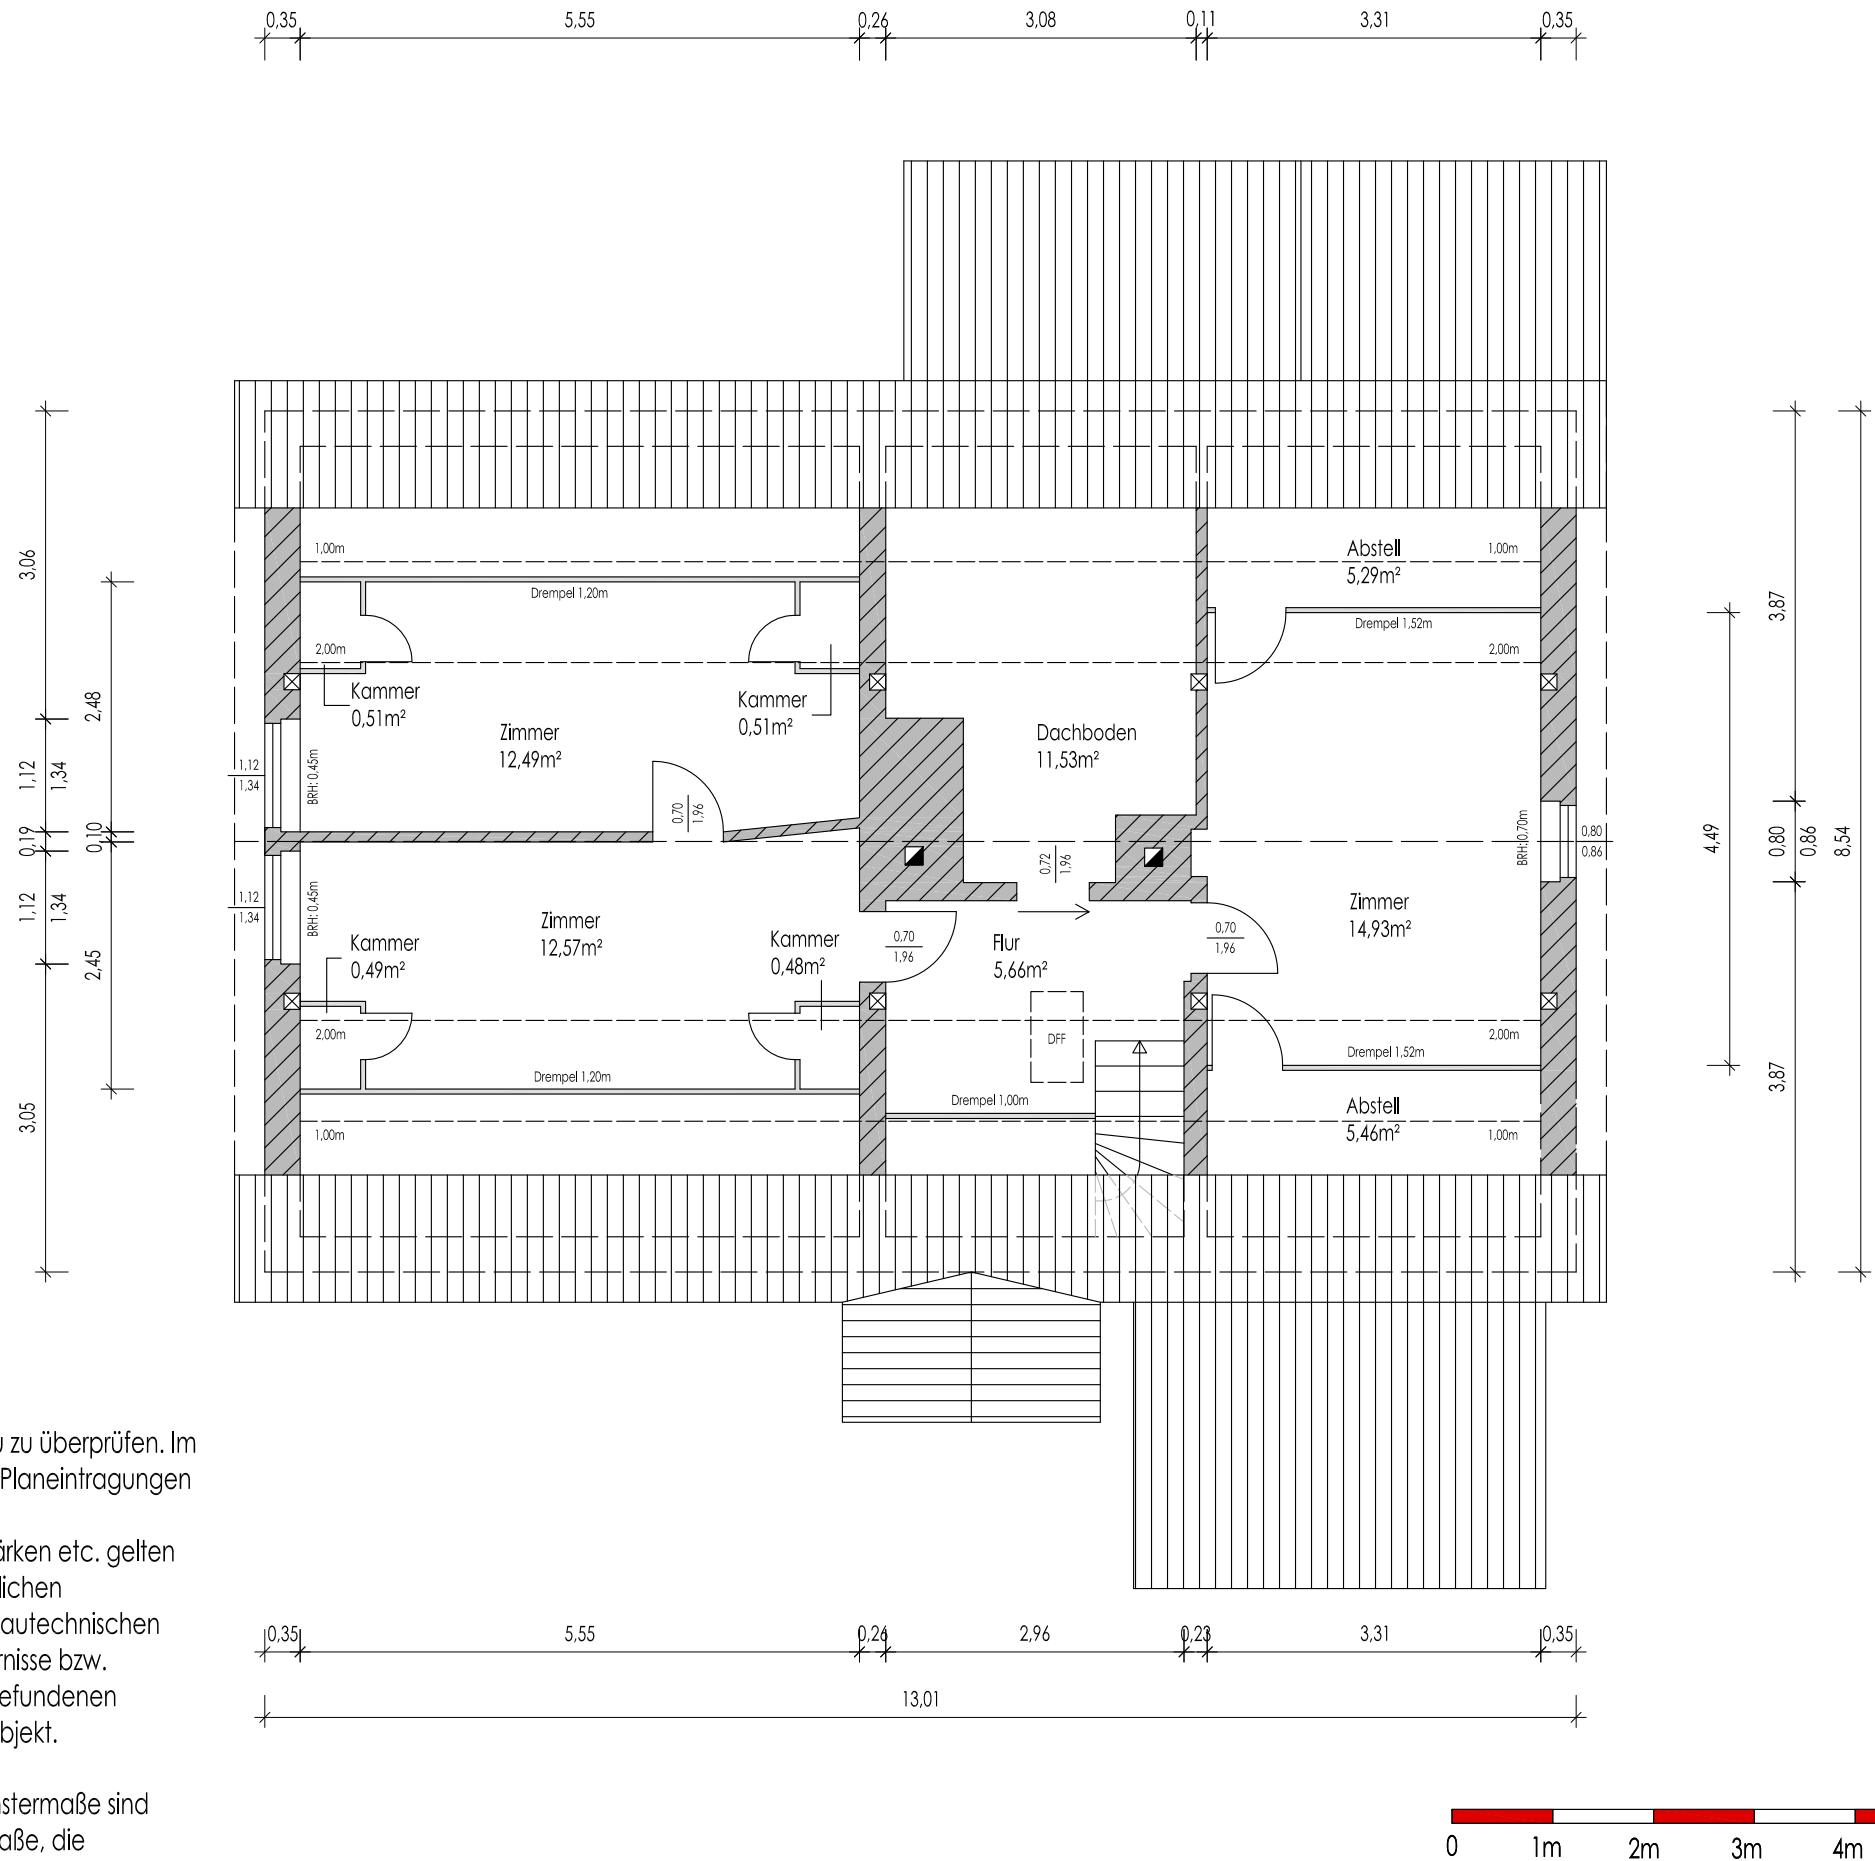 0,35
5,55
0,26
3,08
0,11
3,31
0,35
1,00m
Abstell
5,29m²
1,00m
3,06
Drempel 1,20m
3,87
Drempel 1,52m
2,00m
2,00m
2,48
Kammer
0,51m²
Kammer
0,51m²
Zimmer
12,49m²
Dachboden
11,53m²
1,12
1,34
1,12
1,34
BRH: 0,45m
0,70
1,96
0,19
0,10
0,72
1,96
BRH: 0,70m
0,80
0,86
4,49
0,80
0,86
8,54
1,12
1,34
1,12
1,34
BRH: 0,45m
Zimmer
12,57m²
Zimmer
14,93m²
0,70
1,96
Flur
5,66m²
0,70
1,96
2,45
Kammer
0,49m²
Kammer
0,48m²
2,00m
DFF
2,00m
Drempel 1,52m
Drempel 1,20m
Drempel 1,00m
3,87
3,05
1,00m
Abstell
5,46m²
1,00m
u zu überprüfen. Im
Planeintragungen
ärken etc. gelten
lichen
autechnischen
rnisse bzw.
efundenen
bjekt.
nstermaße sind
aße, die
0,35
5,55
0,26
2,96
0,23
3,31
0,35
13,01
0
1m
2m
3m
4m